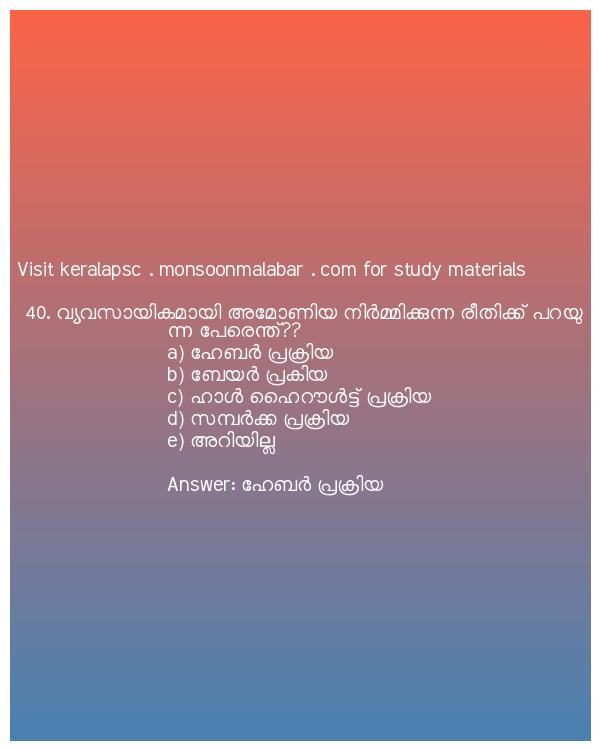 Visit keralapsc . monsoonmalabar . com for study materials
40. വ്യവസായികമായി അമോണിയ നിർമ്മിക്കുന്ന രീതിക്ക് പറയു
ന്ന പേരെന്ത്??
a) ഹേബർ പ്രക്രിയ
b) ബേയർ പ്രകിയ
c) ഹാൾ ഹൈറൗൾട്ട് പ്രക്രിയ
d) സമ്പർക്ക പ്രക്രിയ
e) അറിയില്ല
Answer: ഹേബർ പ്രക്രിയ